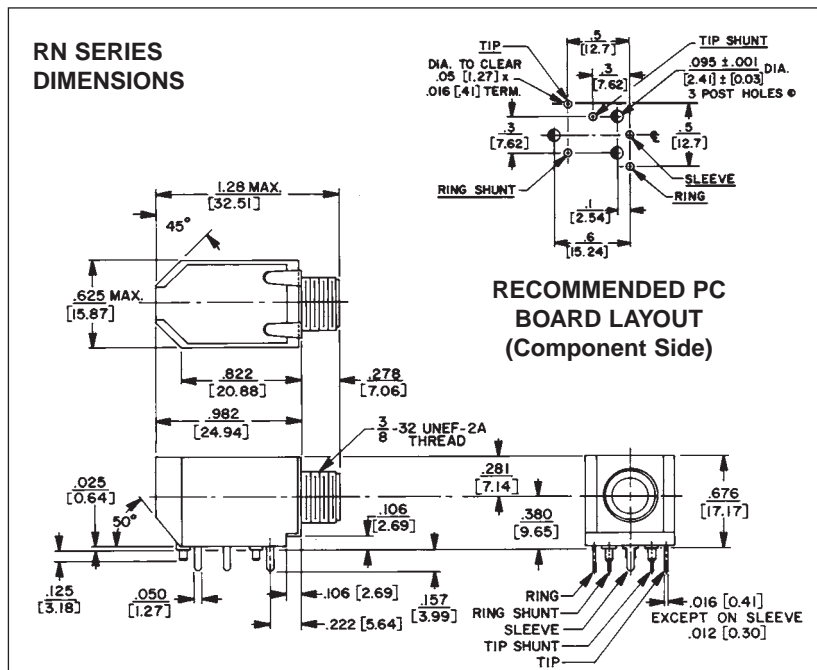 RN SERIES
DIMENSIONS
TIP
DIA. TO CLEAR
.05 [1.27] x
.016 [.41] TERM.
.5
[12.7]
.3
[7.62]
TIP SHUNT
.095 ±.001
[2.41] ± [0.03] DIA.
3 POST HOLES
.3
[7.62]
.5
[12.7]
RING SHUNT
SLEEVE
RING
.1
[2.54]
.6
[15.24]
RECOMMENDED PC
BOARD LAYOUT
(Component Side)
1.28 MAX.
[32.51]
45°
.625 MAX.
[15.87]
.822
[20.88]
.278
[7.06]
.982
[24.94]
3/8-32 UNEF-2A
THREAD
.025
[0.64]
50°
.125
[3.18]
.050
[1.27]
.106
[2.69]
.106 [2.69]
.222 [5.64]
.157
[3.99]
.281
[7.14]
.380
[9.65]
.676
[17.17]
RING
RING SHUNT
SLEEVE
TIP SHUNT
TIP
.016 [0.41]
EXCEPT ON SLEEVE
.012 [0.30]